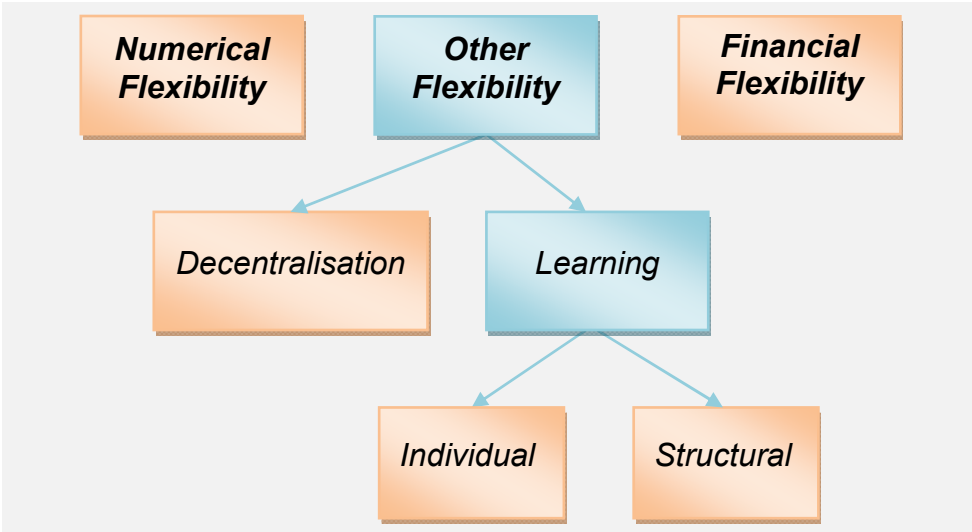 Numerical
Flexibility
Other
Flexibility
Financial
Flexibility
Decentralisation
Learning
Individual
Structural